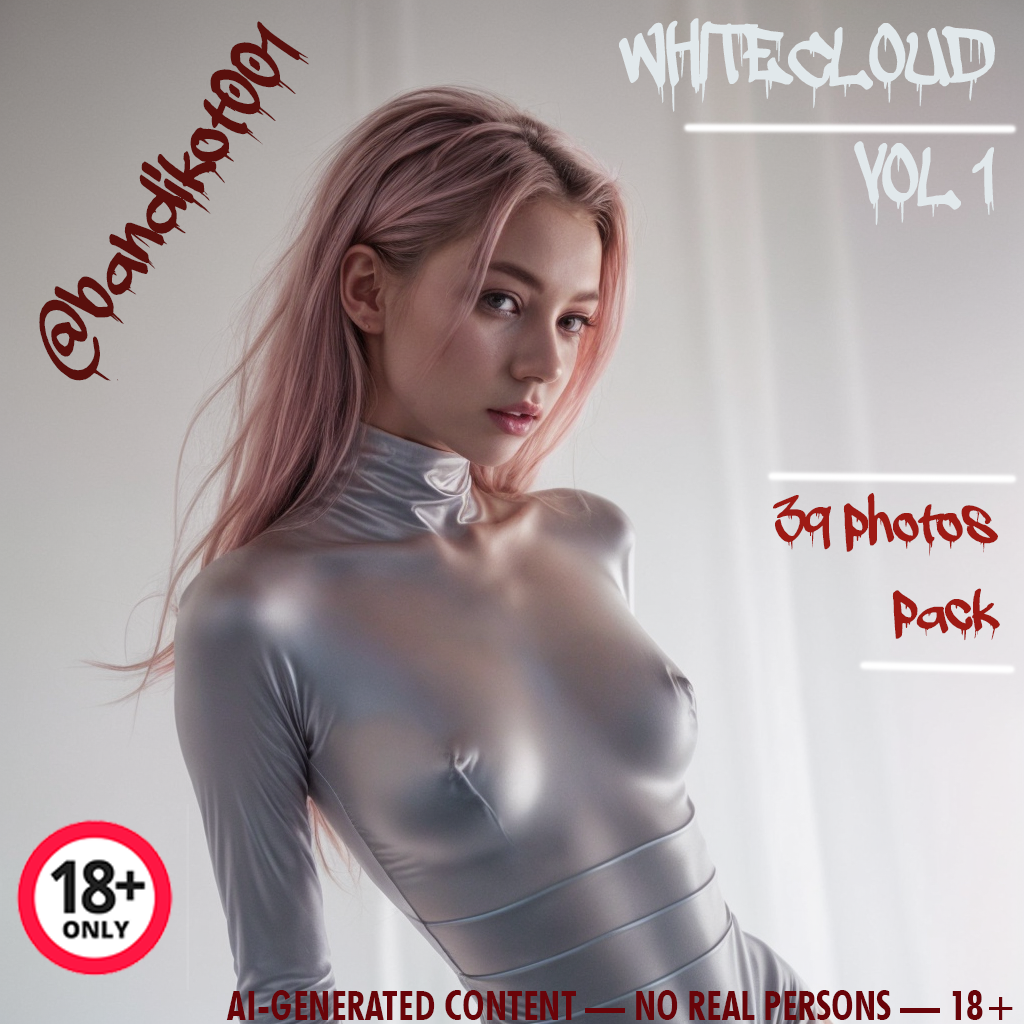 @bandikot001
WHITECLOUD
VOL 1
39 photos
pack
18+
ONLY
AI-GENERATED CONTENT — NO REAL PERSONS — 18+